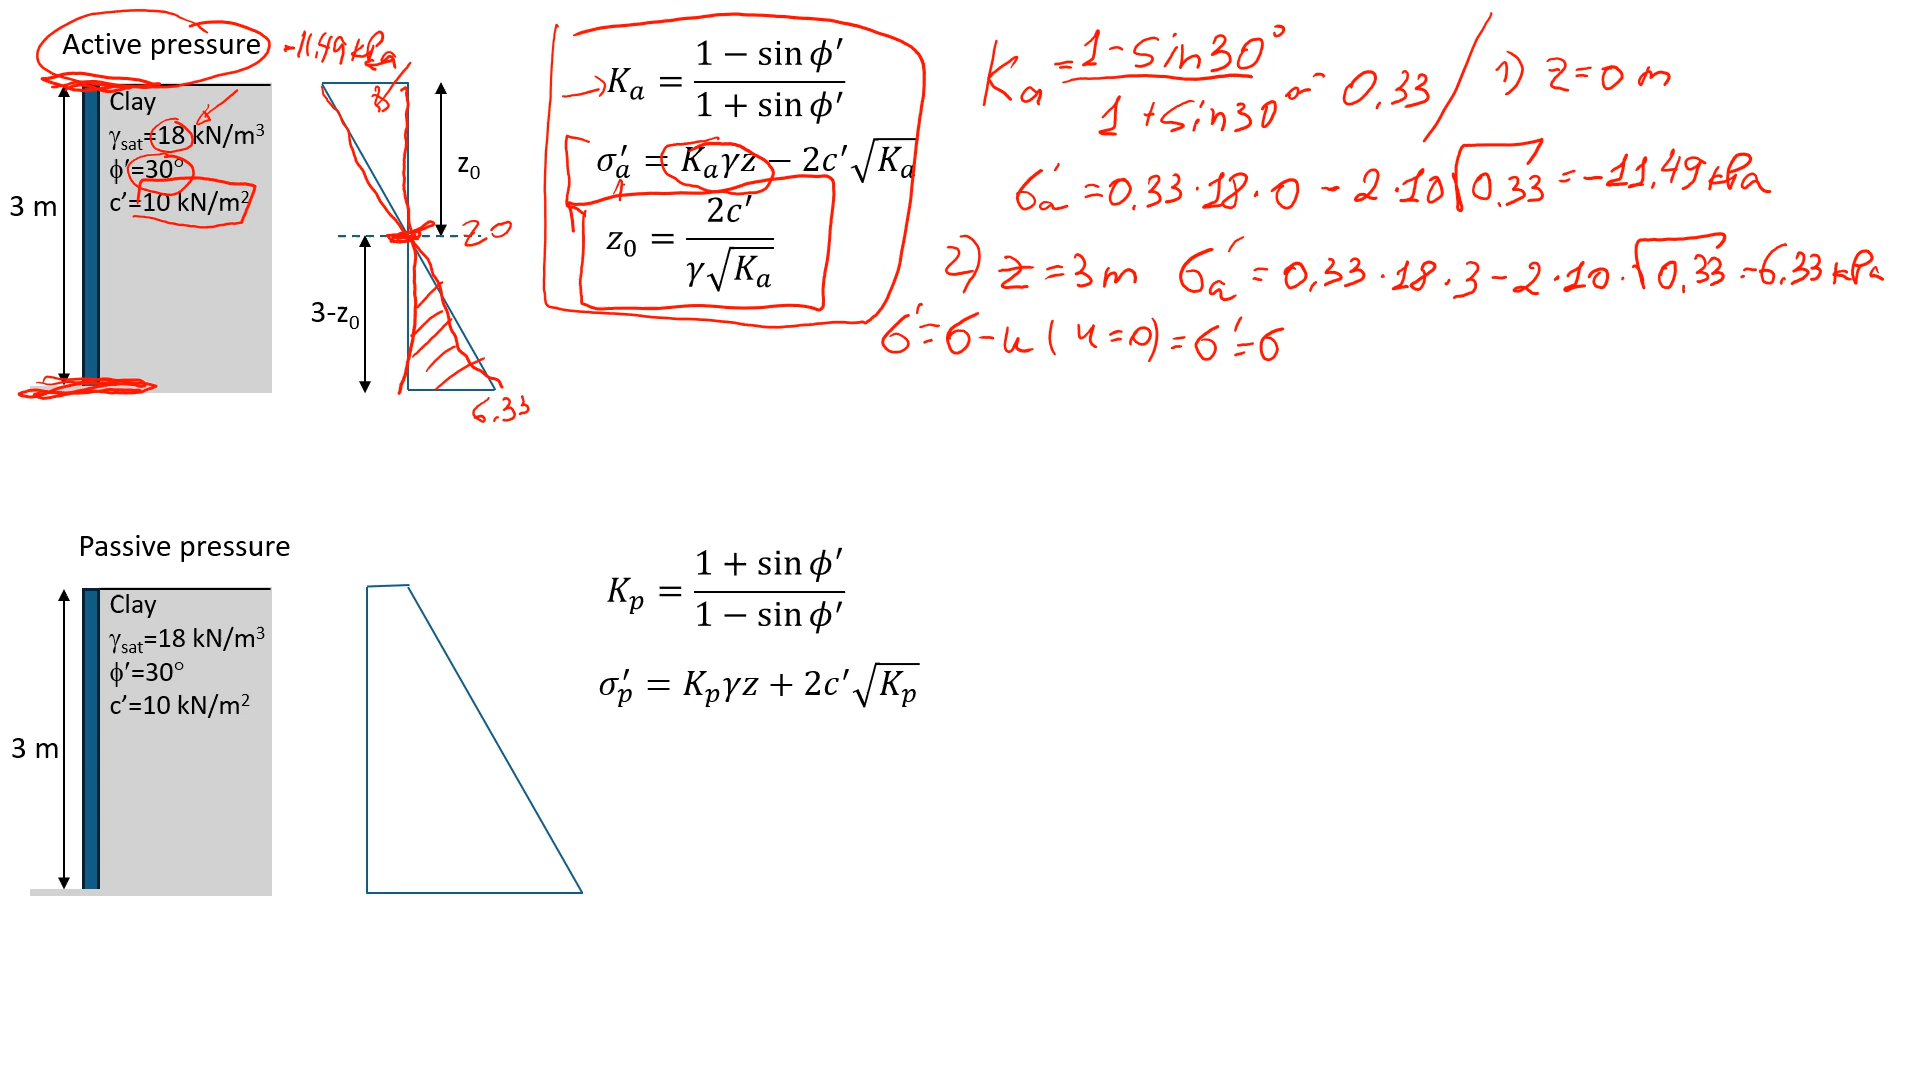 Active pressure
-11.49 kPa
Clay
γsat=18 kN/m³
ϕ′=30°
c’=10 kN/m²
3 m
z₀
z0
3-z₀
6.33
Kₐ = (1 − sin ϕ′)/(1 + sin ϕ′)
σ′ₐ = Kₐγz − 2c′√Kₐ
z₀ = 2c′/(γ√Kₐ)
Ka = (1-sin30°)/(1+sin30°) = 0.33 / 1) z=0 m
σa′ = 0.33·18·0 - 2·10√0.33 = -11.49 kPa
2) z=3m σa′ = 0.33·18·3-2·10·√0.33 = 6.33 kPa
σ′=σ-u (u=0) = σ′=σ
Passive pressure
Clay
γsat=18 kN/m³
ϕ′=30°
c’=10 kN/m²
3 m
Kₚ = (1 + sin ϕ′)/(1 − sin ϕ′)
σ′ₚ = Kₚγz + 2c′√Kₚ